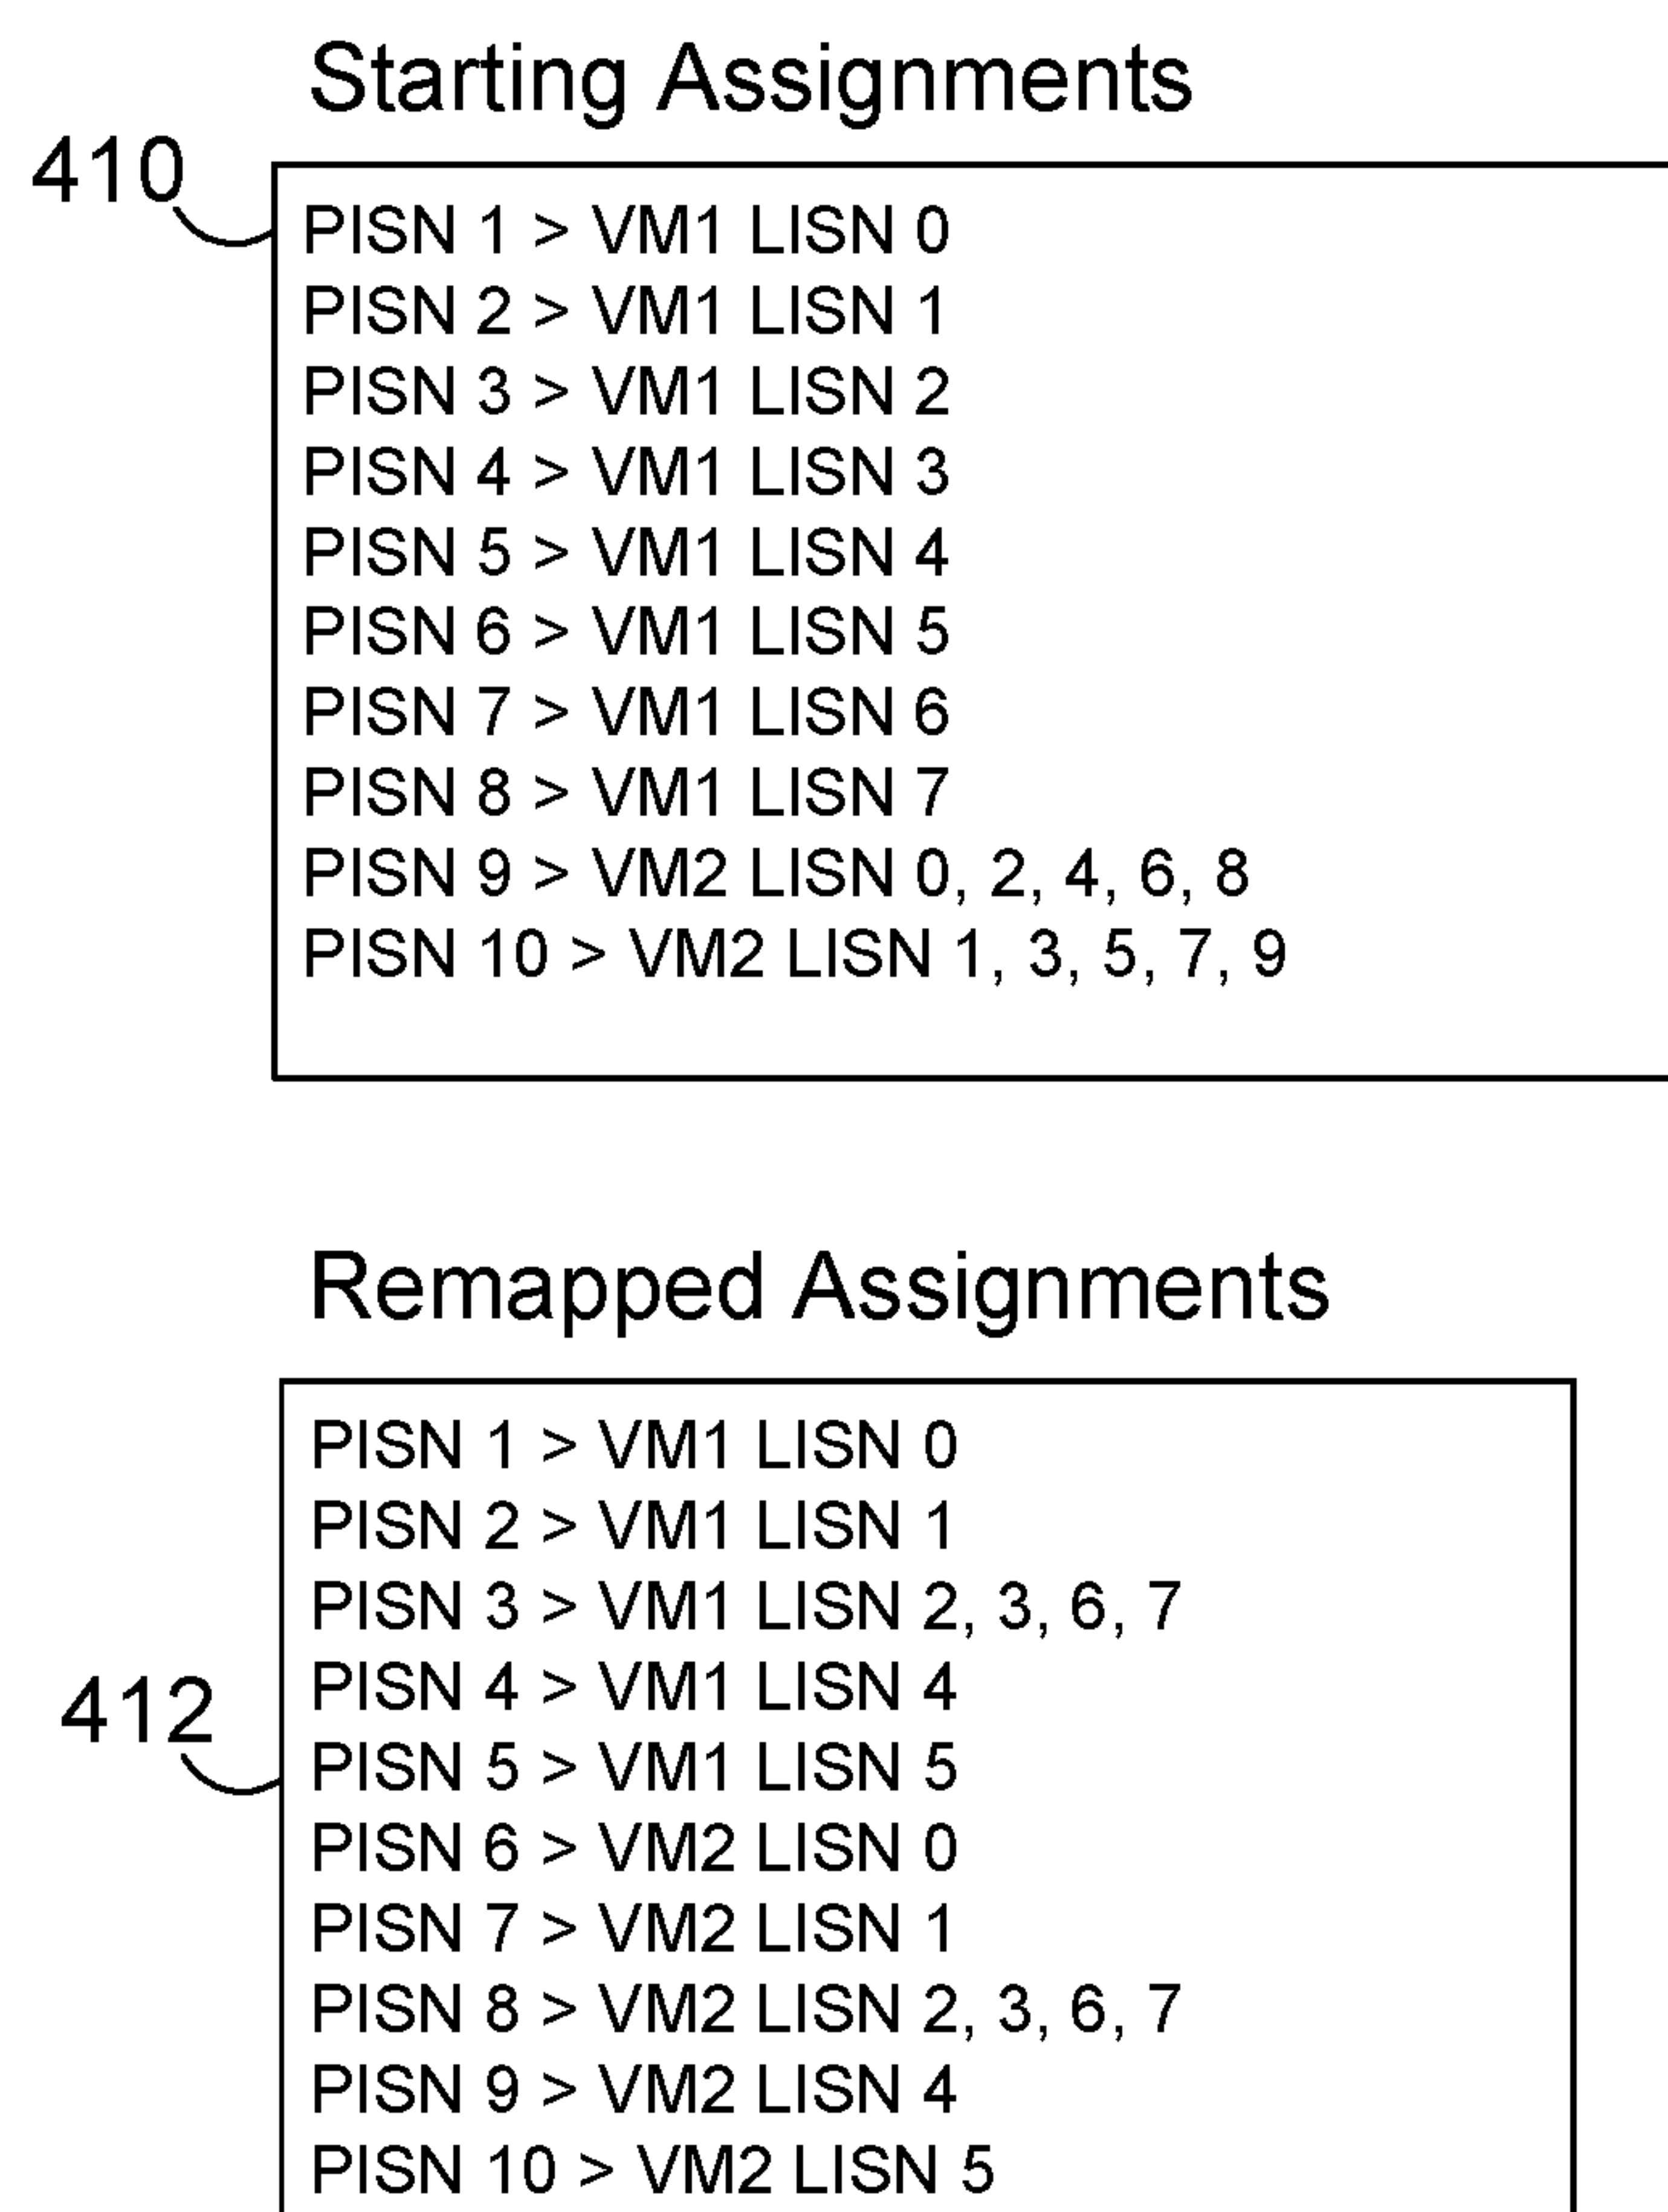 Starting Assignments
410
PISN 1 > VM1 LISN 0
PISN 2 > VM1 LISN 1
PISN 3 > VM1 LISN 2
PISN 4 > VM1 LISN 3
PISN 5 > VM1 LISN 4
PISN 6 > VM1 LISN 5
PISN 7 > VM1 LISN 6
PISN 8 > VM1 LISN 7
PISN 9 > VM2 LISN 0, 2, 4, 6, 8
PISN 10 > VM2 LISN 1, 3, 5, 7, 9
Remapped Assignments
PISN 1 > VM1 LISN 0
PISN 2 > VM1 LISN 1
PISN 3 > VM1 LISN 2, 3, 6, 7
PISN 4 > VM1 LISN 4
412
PISN 5 > VM1 LISN 5
PISN 6 > VM2 LISN 0
PISN 7 > VM2 LISN 1
PISN 8 > VM2 LISN 2, 3, 6, 7
PISN 9 > VM2 LISN 4
PISN 10 > VM2 LISN 5